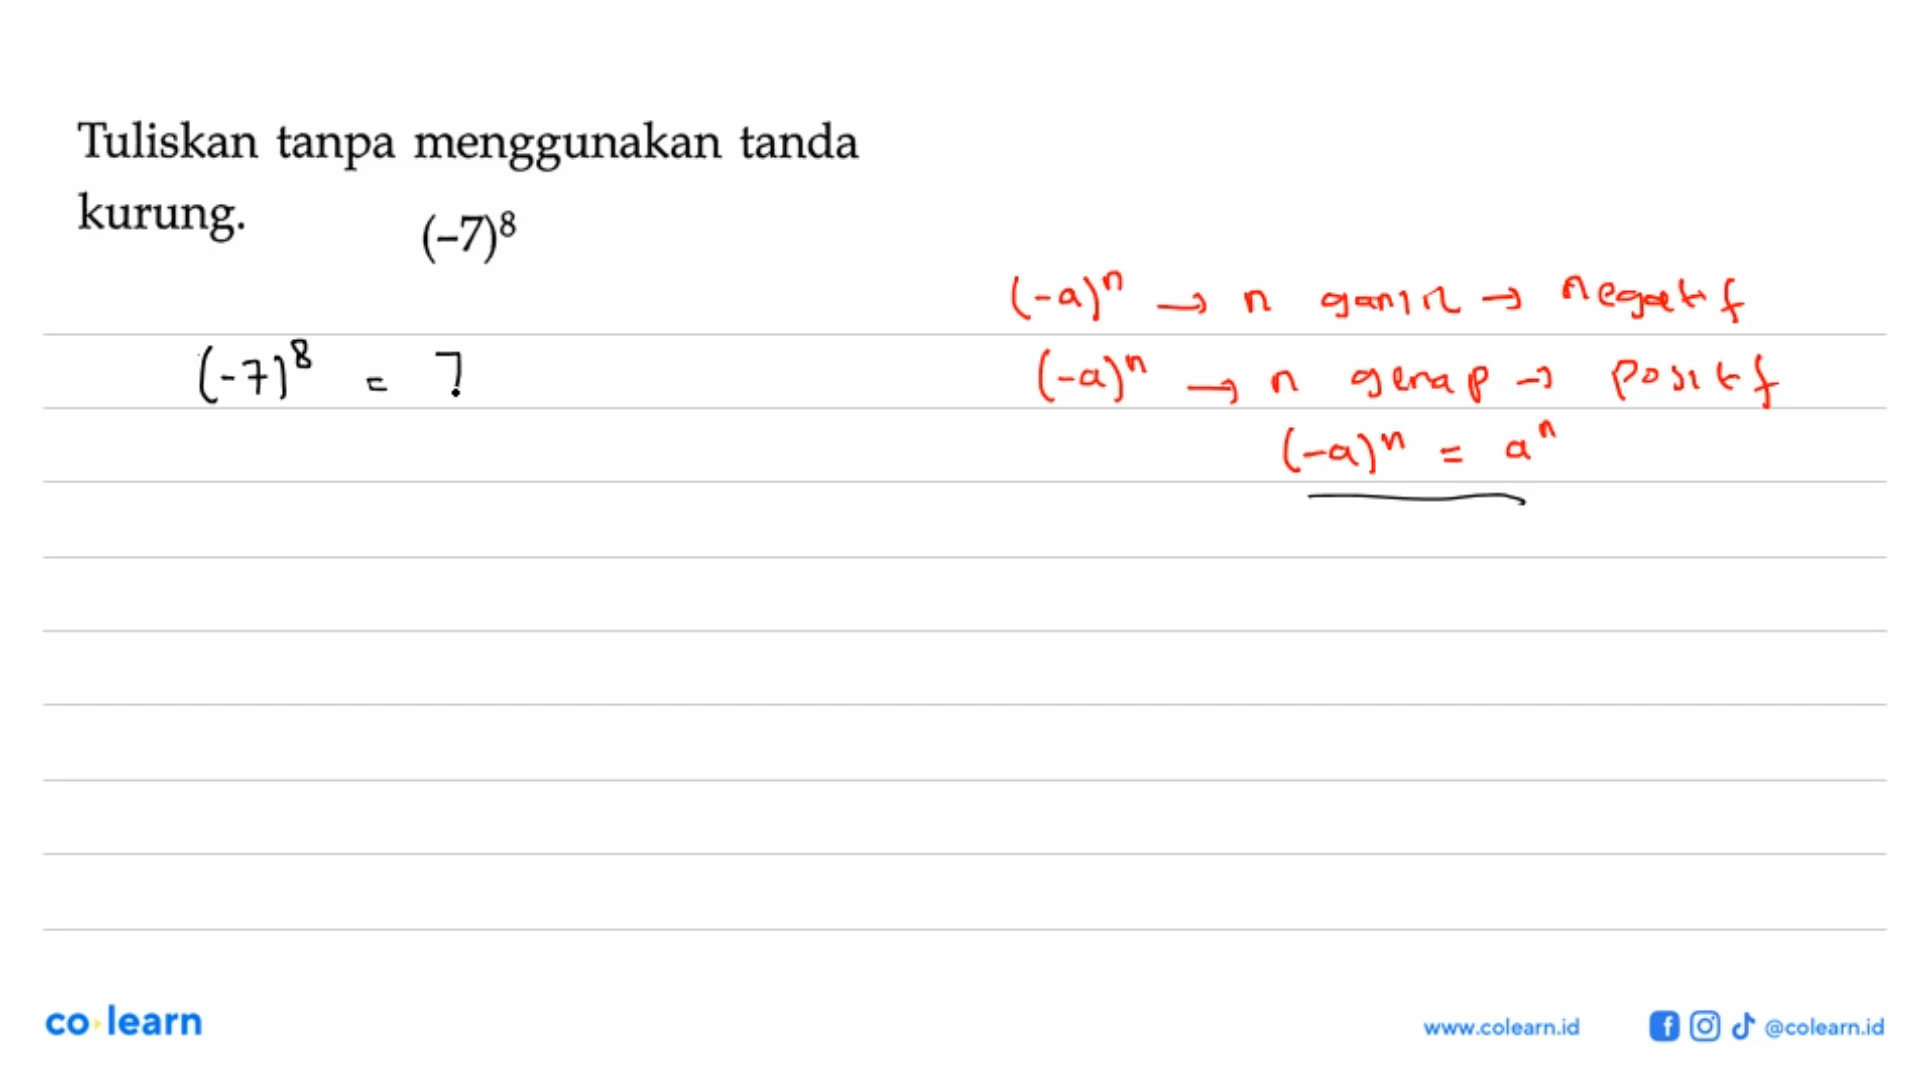 Tuliskan tanpa menggunakan tanda
kurung. (-7)⁸
(-a)ⁿ → n ganjil → negatif
(-7)⁸ = ?
(-a)ⁿ → n genap → positif
(-a)ⁿ = aⁿ
co learn
www.colearn.id
@colearn.id